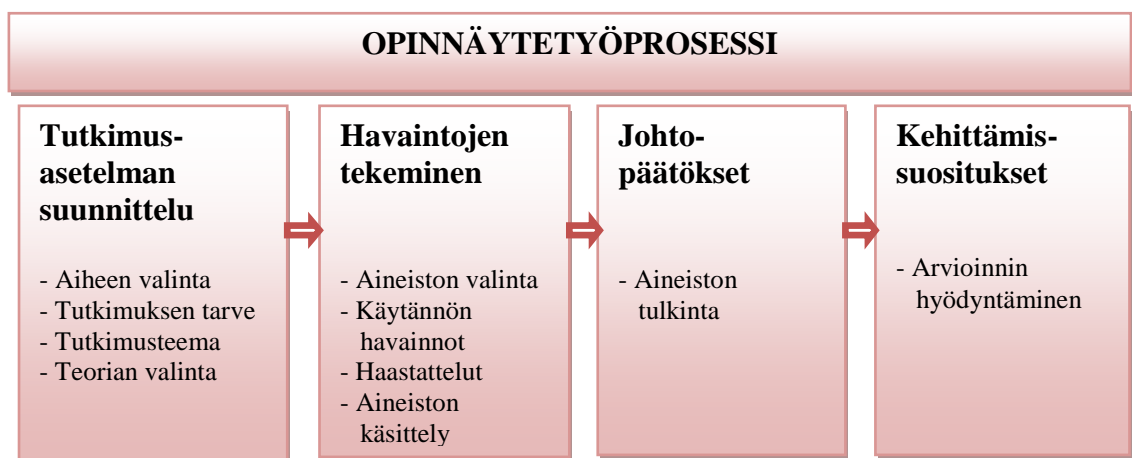 OPINNÄYTETYÖPROSESSI
Tutkimus-
asetelman
suunnittelu
- Aiheen valinta
- Tutkimuksen tarve
- Tutkimusteema
- Teorian valinta
Havaintojen
tekeminen
- Aineiston valinta
- Käytännön
havainnot
- Haastattelut
- Aineiston
käsittely
Johto-
päätökset
- Aineiston
tulkinta
Kehittämis-
suositukset
- Arvioinnin
hyödyntäminen